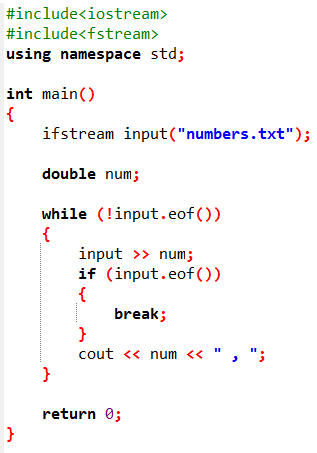 #include<iostream>
#include<fstream>
using namespace std;
int main()
{
ifstream input("numbers.txt");
double num;
while (!input.eof())
{
input >> num;
if (input.eof())
{
break;
}
cout << num << " , ";
}
return 0;
}